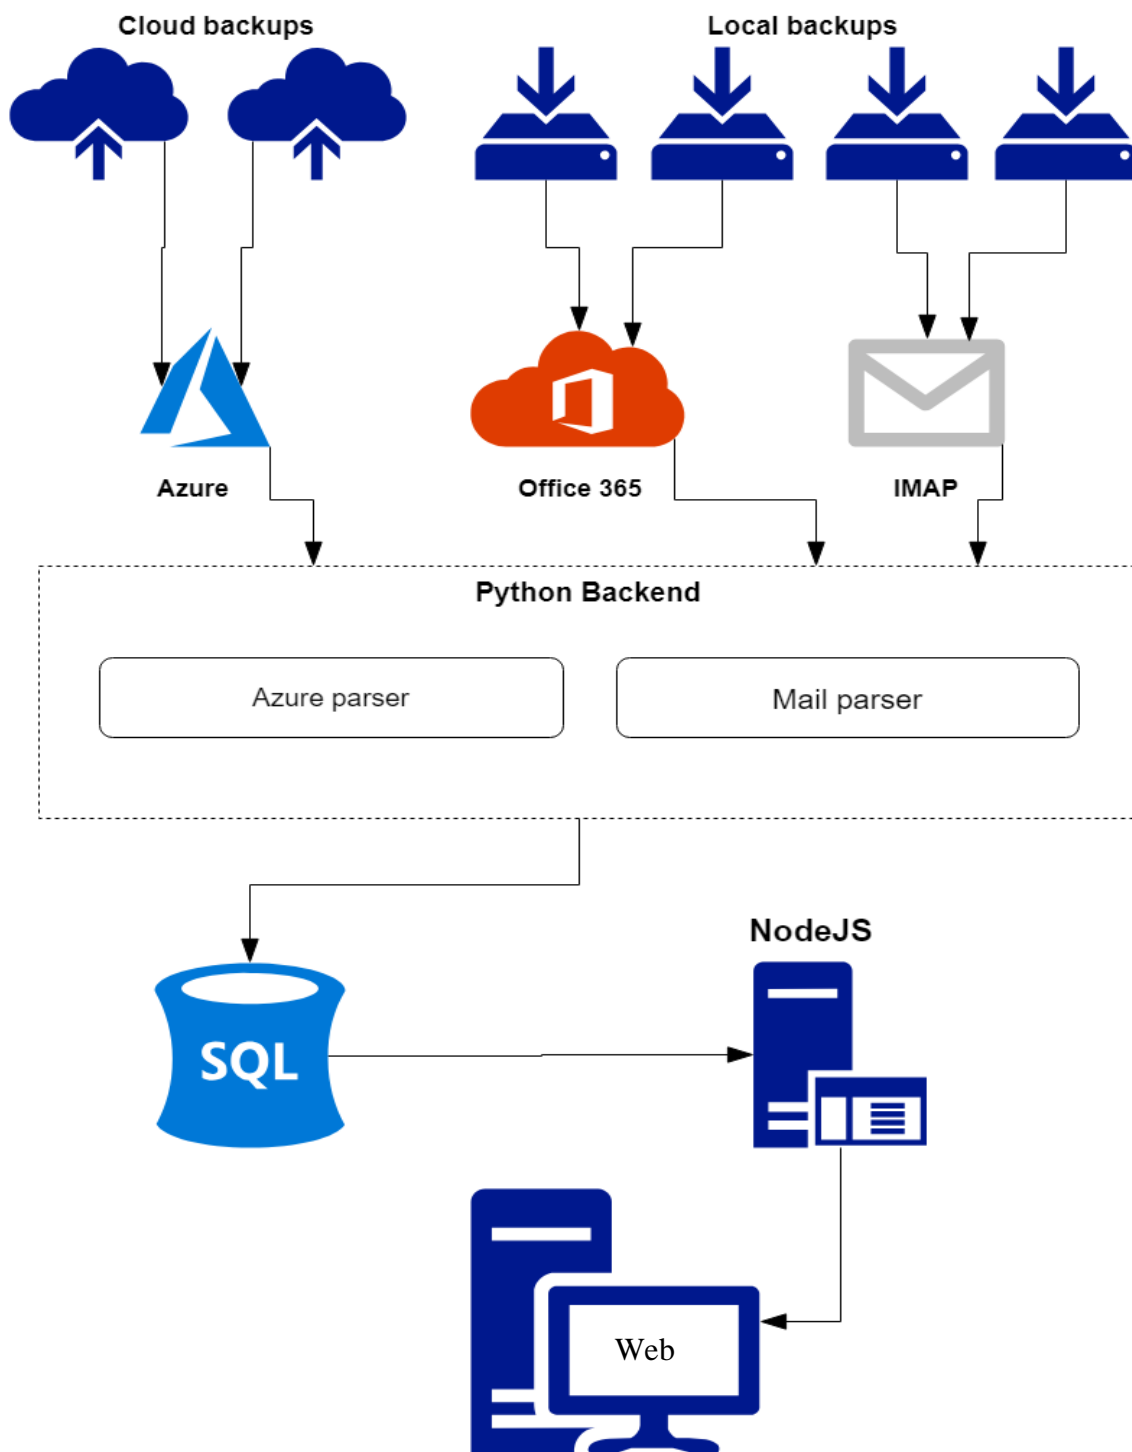 Cloud backups
Local backups
Azure
Office 365
IMAP
Python Backend
Azure parser
Mail parser
NodeJS
SQL
Web